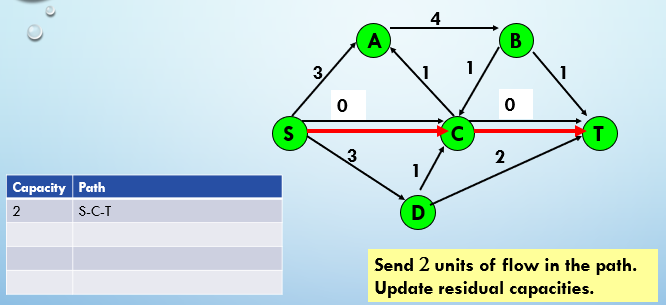 4
A
B
3
1
1
1
0
0
S
C
T
3
1
2
D
Capacity Path
2 S-C-T
Send 2 units of flow in the path.
Update residual capacities.